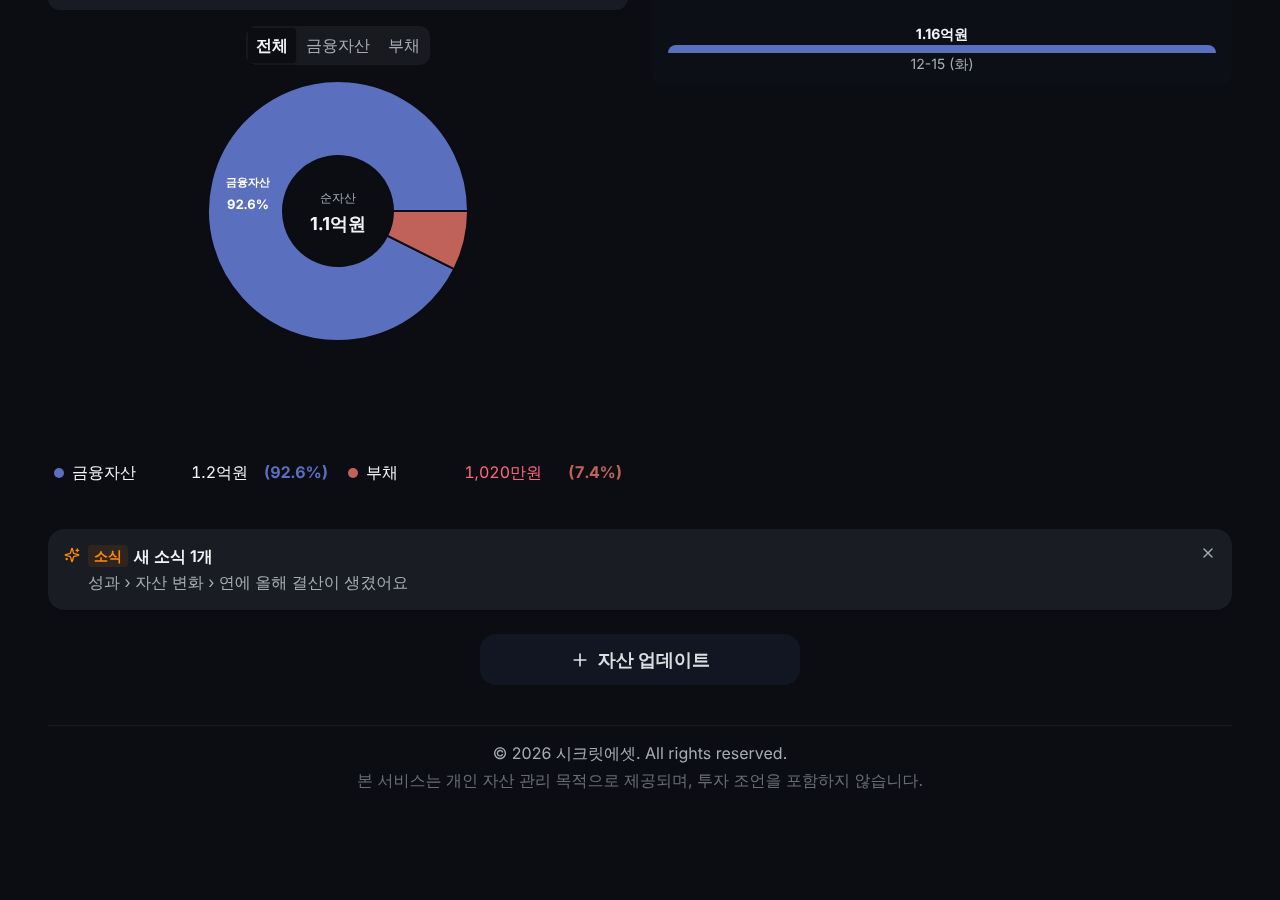 전체 금융자산 부채
1.16억원
12-15 (화)
금융자산
92.6%
순자산
1.1억원
금융자산 1.2억원 (92.6%) 부채 1,020만원 (7.4%)
소식 새 소식 1개
성과 › 자산 변화 › 연에 올해 결산이 생겼어요
+ 자산 업데이트
© 2026 시크릿에셋. All rights reserved.
본 서비스는 개인 자산 관리 목적으로 제공되며, 투자 조언을 포함하지 않습니다.